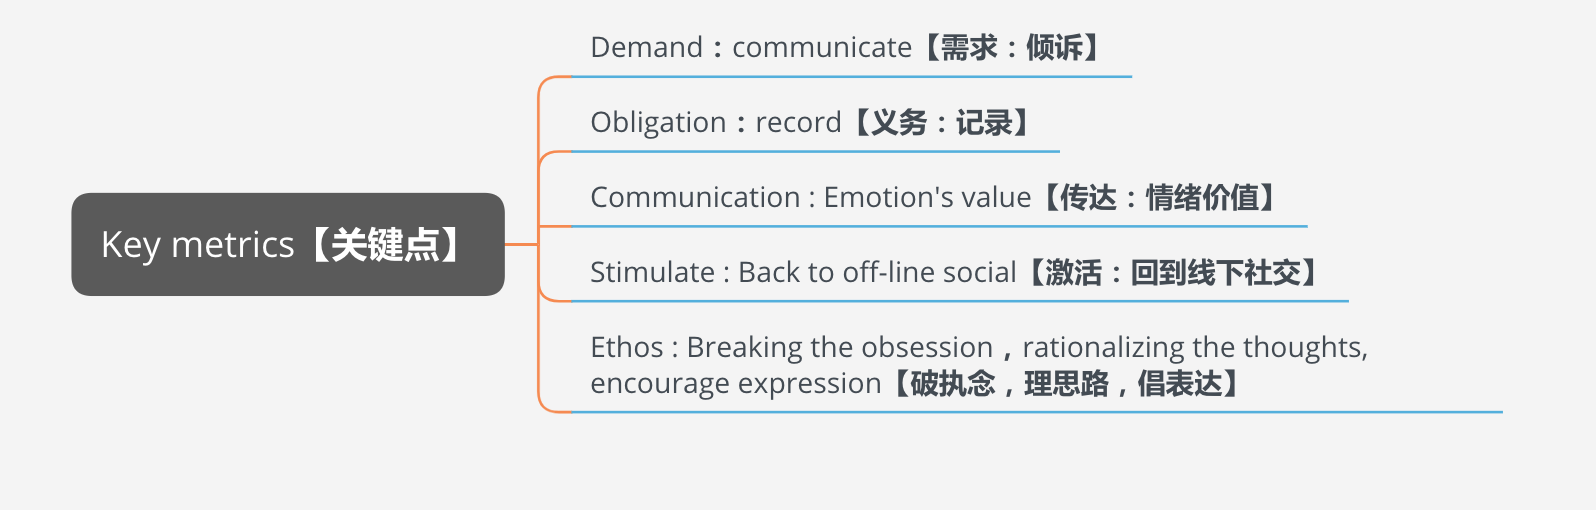 Key metrics【关键点】
Demand：communicate【需求：倾诉】
Obligation：record【义务：记录】
Communication : Emotion's value【传达：情绪价值】
Stimulate : Back to off-line social【激活：回到线下社交】
Ethos : Breaking the obsession，rationalizing the thoughts,
encourage expression【破执念，理思路，倡表达】